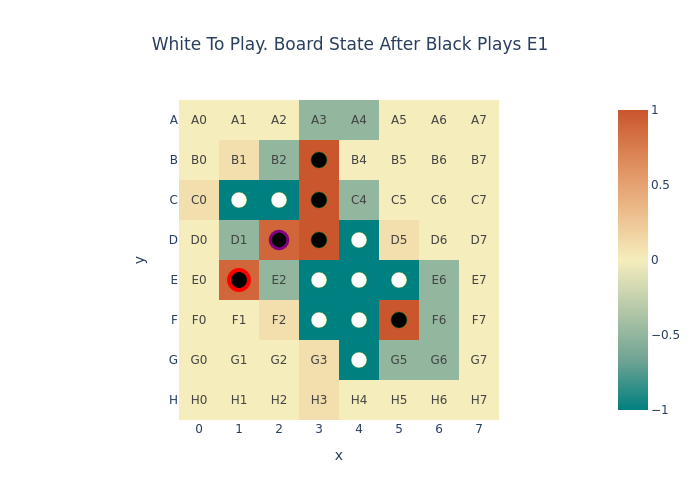 White To Play. Board State After Black Plays E1
A A0 A1 A2 A3 A4 A5 A6 A7
B B0 B1 B2 B4 B5 B6 B7
C C0 C4 C5 C6 C7
D D0 D1 D5 D6 D7
E E0 E2 E6 E7
F F0 F1 F2 F6 F7
G G0 G1 G2 G3 G5 G6 G7
H H0 H1 H2 H3 H4 H5 H6 H7
0 1 2 3 4 5 6 7
x
y
1
0.5
0
−0.5
−1